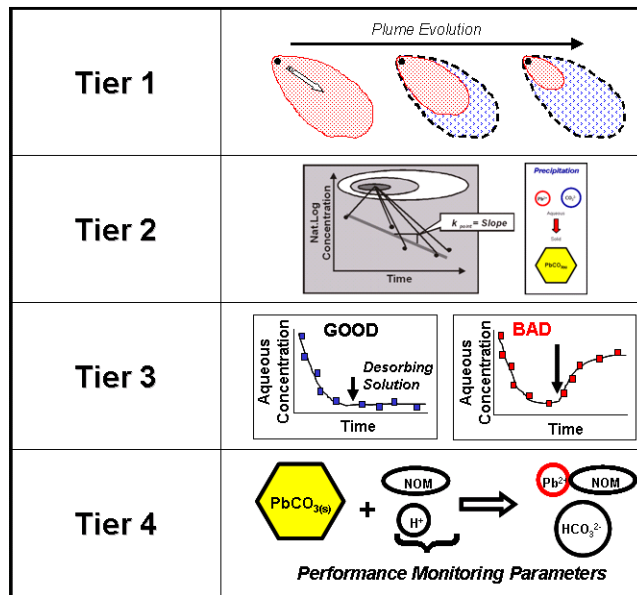 Plume Evolution
Tier 1
Tier 2
Nat.Log
Concentration
k point = Slope
Time
Precipitation
Pb²⁺
CO₃²⁻
Aqueous
Solid
PbCO₃₍ₛ₎
Tier 3
Aqueous
Concentration
GOOD
Desorbing
Solution
Time
Aqueous
Concentration
BAD
Time
Tier 4
PbCO₃₍ₛ₎
+
NOM
H⁺
Pb²⁺
NOM
HCO₃²⁻
Performance Monitoring Parameters